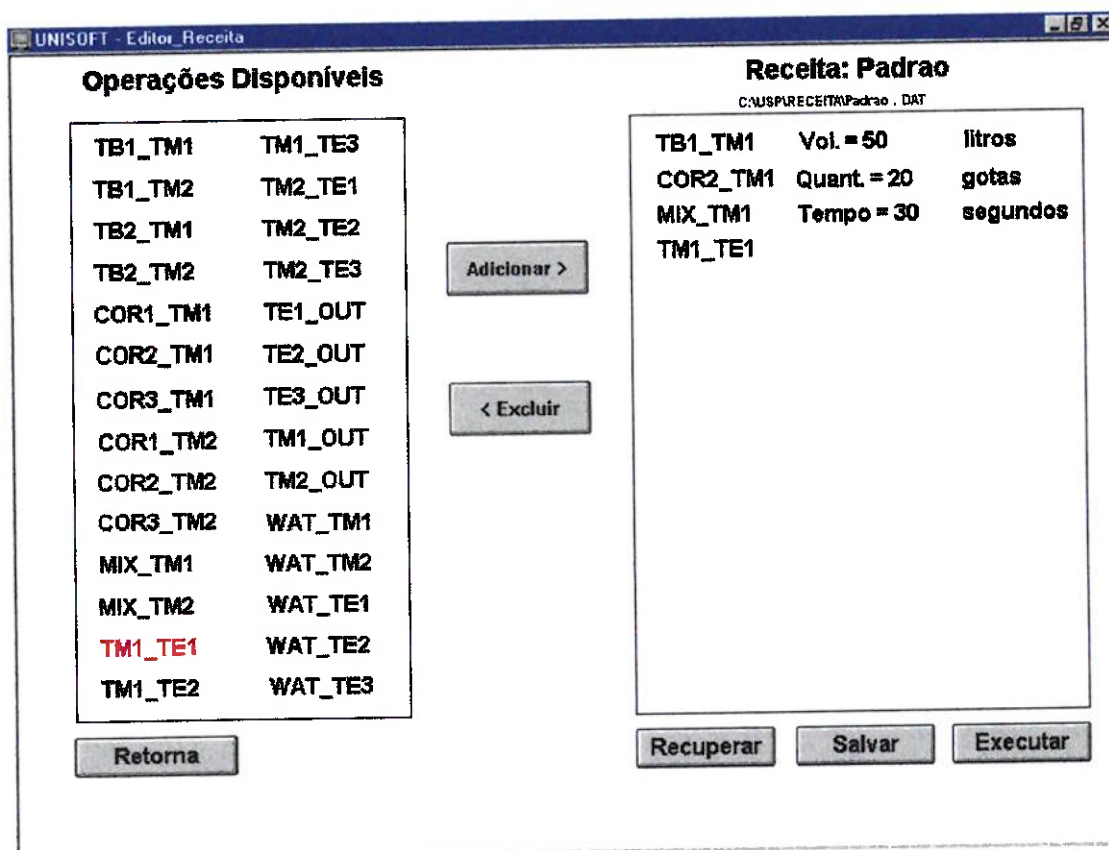 UNISOFT - Editor_Receita
Operações Disponíveis
TB1_TM1 TM1_TE3
TB1_TM2 TM2_TE1
TB2_TM1 TM2_TE2
TB2_TM2 TM2_TE3
COR1_TM1 TE1_OUT
COR2_TM1 TE2_OUT
COR3_TM1 TE3_OUT
COR1_TM2 TM1_OUT
COR2_TM2 TM2_OUT
COR3_TM2 WAT_TM1
MIX_TM1 WAT_TM2
MIX_TM2 WAT_TE1
TM1_TE1 WAT_TE2
TM1_TE2 WAT_TE3
Retorna
Adicionar >
< Excluir
Receita: Padrao
C:\USP\RECEITA\Padrao . DAT
TB1_TM1 Vol. = 50 litros
COR2_TM1 Quant. = 20 gotas
MIX_TM1 Tempo = 30 segundos
TM1_TE1
Recuperar Salvar Executar